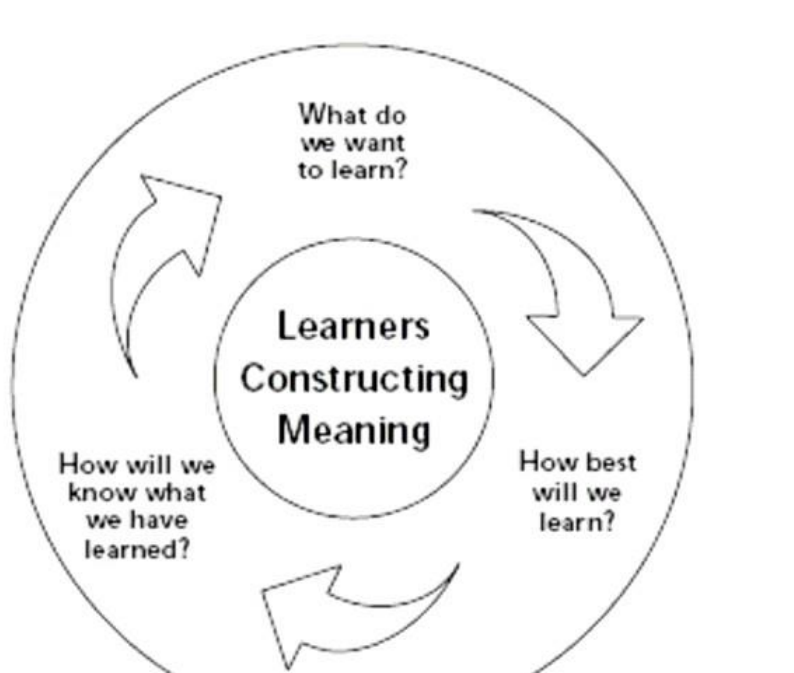 What do
we want
to learn?
Learners
Constructing
Meaning
How best
will we
learn?
How will we
know what
we have
learned?